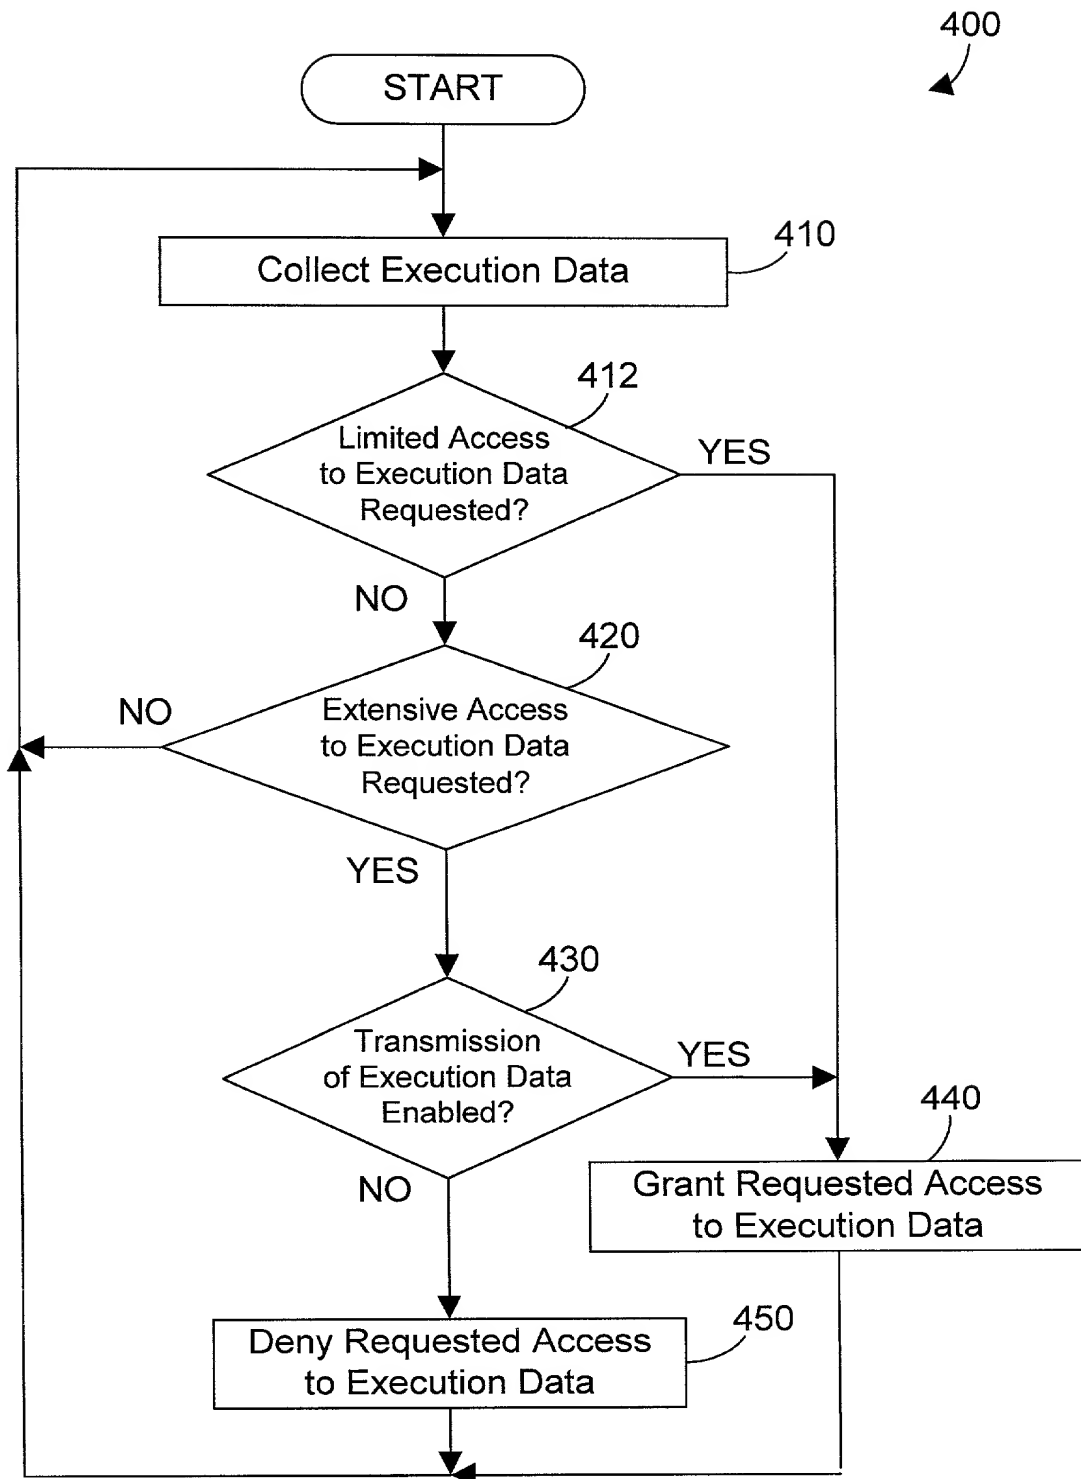 400
START
410
Collect Execution Data
412
Limited Access
to Execution Data
Requested?
YES
NO
420
Extensive Access
to Execution Data
Requested?
NO
YES
430
Transmission
of Execution Data
Enabled?
YES
NO
440
Grant Requested Access
to Execution Data
450
Deny Requested Access
to Execution Data